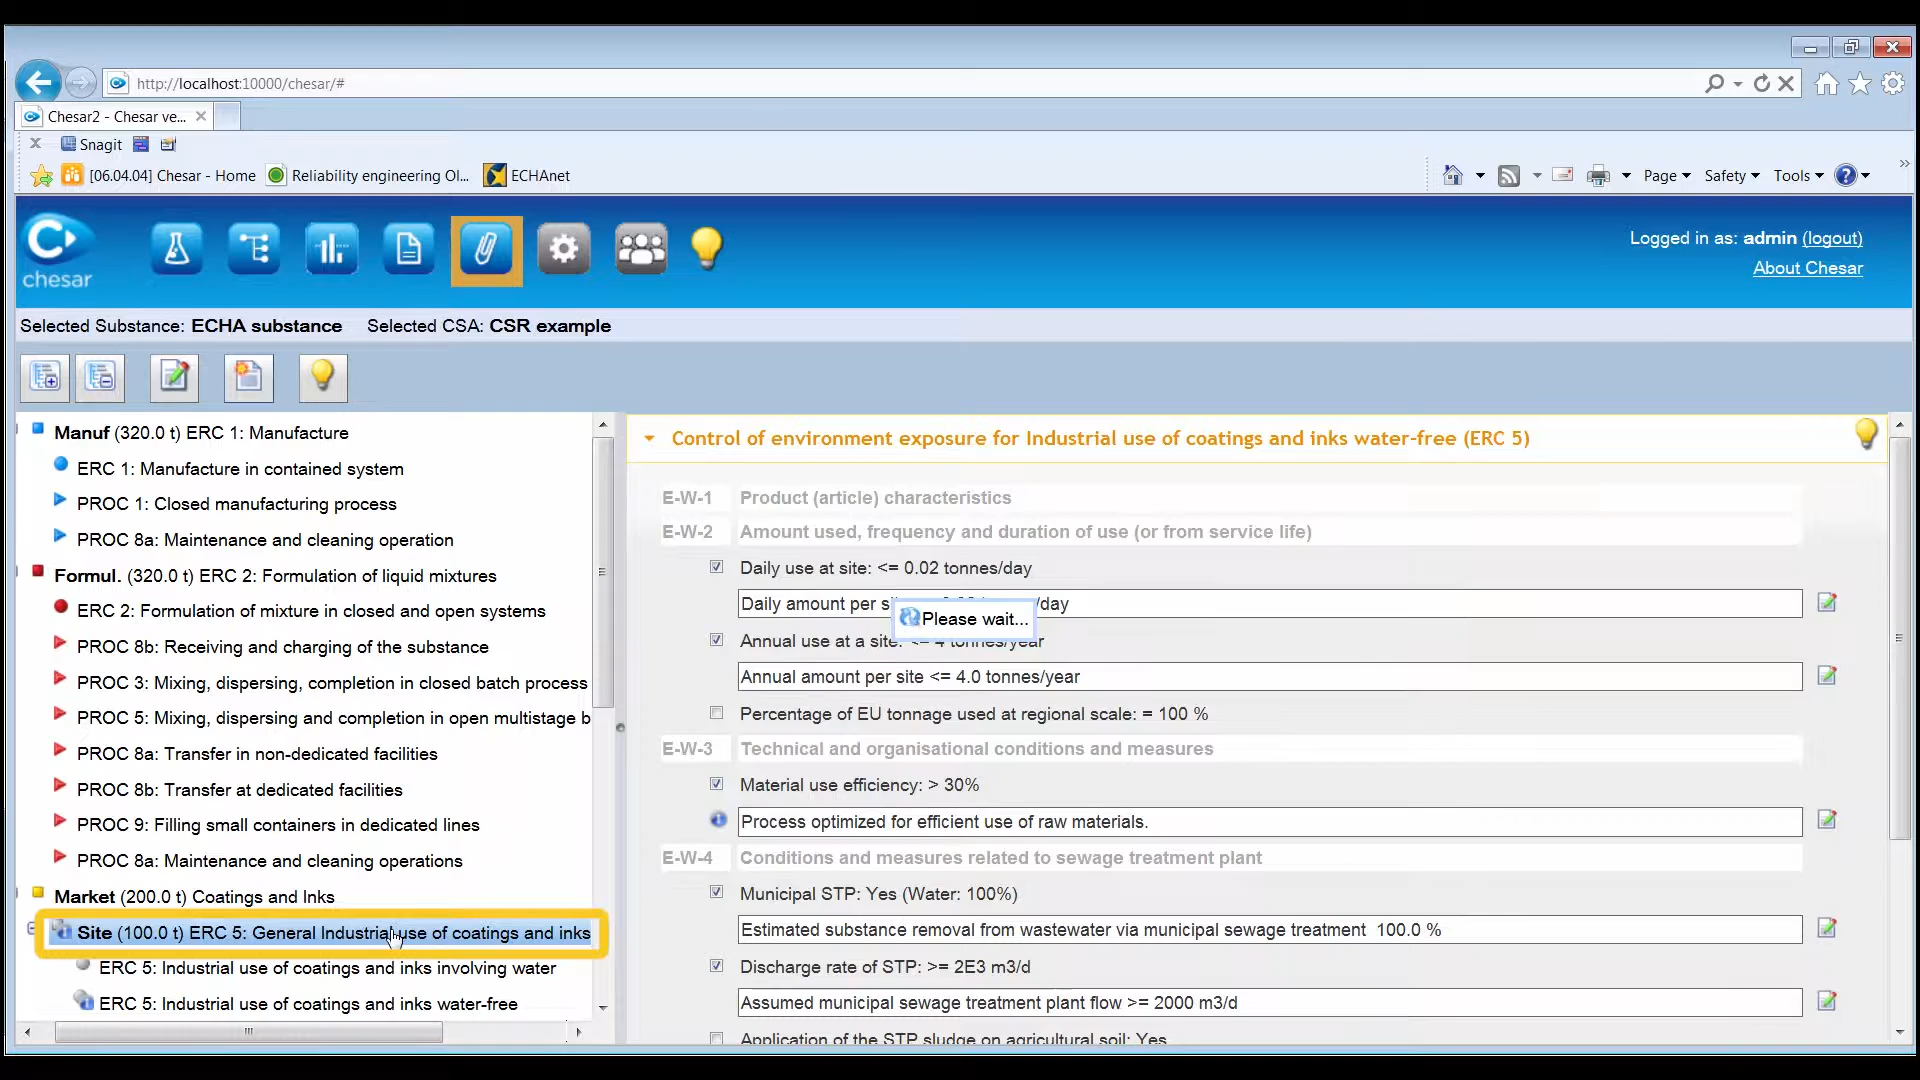 http://localhost:10000/chesar/#
Chesar2 - Chesar ve...
Snagit
[06.04.04] Chesar - Home
Reliability engineering Ol...
ECHAnet
Page
Safety
Tools
chesar
Logged in as: admin (logout)
About Chesar
Selected Substance: ECHA substance Selected CSA: CSR example
Manuf (320.0 t) ERC 1: Manufacture
ERC 1: Manufacture in contained system
PROC 1: Closed manufacturing process
PROC 8a: Maintenance and cleaning operation
Formul. (320.0 t) ERC 2: Formulation of liquid mixtures
ERC 2: Formulation of mixture in closed and open systems
PROC 8b: Receiving and charging of the substance
PROC 3: Mixing, dispersing, completion in closed batch process
PROC 5: Mixing, dispersing and completion in open multistage b
PROC 8a: Transfer in non-dedicated facilities
PROC 8b: Transfer at dedicated facilities
PROC 9: Filling small containers in dedicated lines
PROC 8a: Maintenance and cleaning operations
Market (200.0 t) Coatings and Inks
Site (100.0 t) ERC 5: General Industrial use of coatings and inks
ERC 5: Industrial use of coatings and inks involving water
ERC 5: Industrial use of coatings and inks water-free
Control of environment exposure for Industrial use of coatings and inks water-free (ERC 5)
E-W-1 Product (article) characteristics
E-W-2 Amount used, frequency and duration of use (or from service life)
Daily use at site: <= 0.02 tonnes/day
Daily amount per /day
Please wait...
Annual use at a site: <= 4 tonnes/year
Annual amount per site <= 4.0 tonnes/year
Percentage of EU tonnage used at regional scale: = 100 %
E-W-3 Technical and organisational conditions and measures
Material use efficiency: > 30%
Process optimized for efficient use of raw materials.
E-W-4 Conditions and measures related to sewage treatment plant
Municipal STP: Yes (Water: 100%)
Estimated substance removal from wastewater via municipal sewage treatment 100.0 %
Discharge rate of STP: >= 2E3 m3/d
Assumed municipal sewage treatment plant flow >= 2000 m3/d
Application of the STP sludge on agricultural soil: Yes